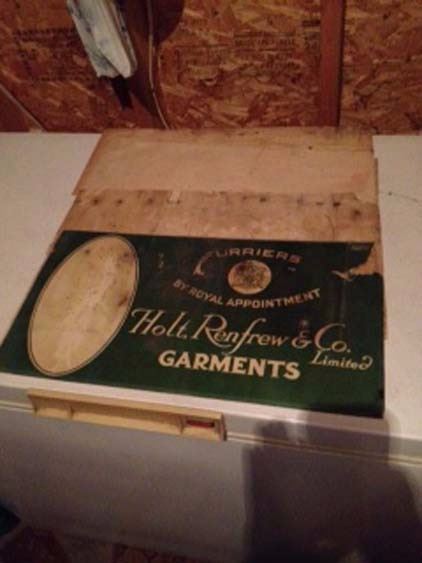 FURRIERS
BY ROYAL APPOINTMENT
Holt, Renfrew & Co.
Limited
GARMENTS